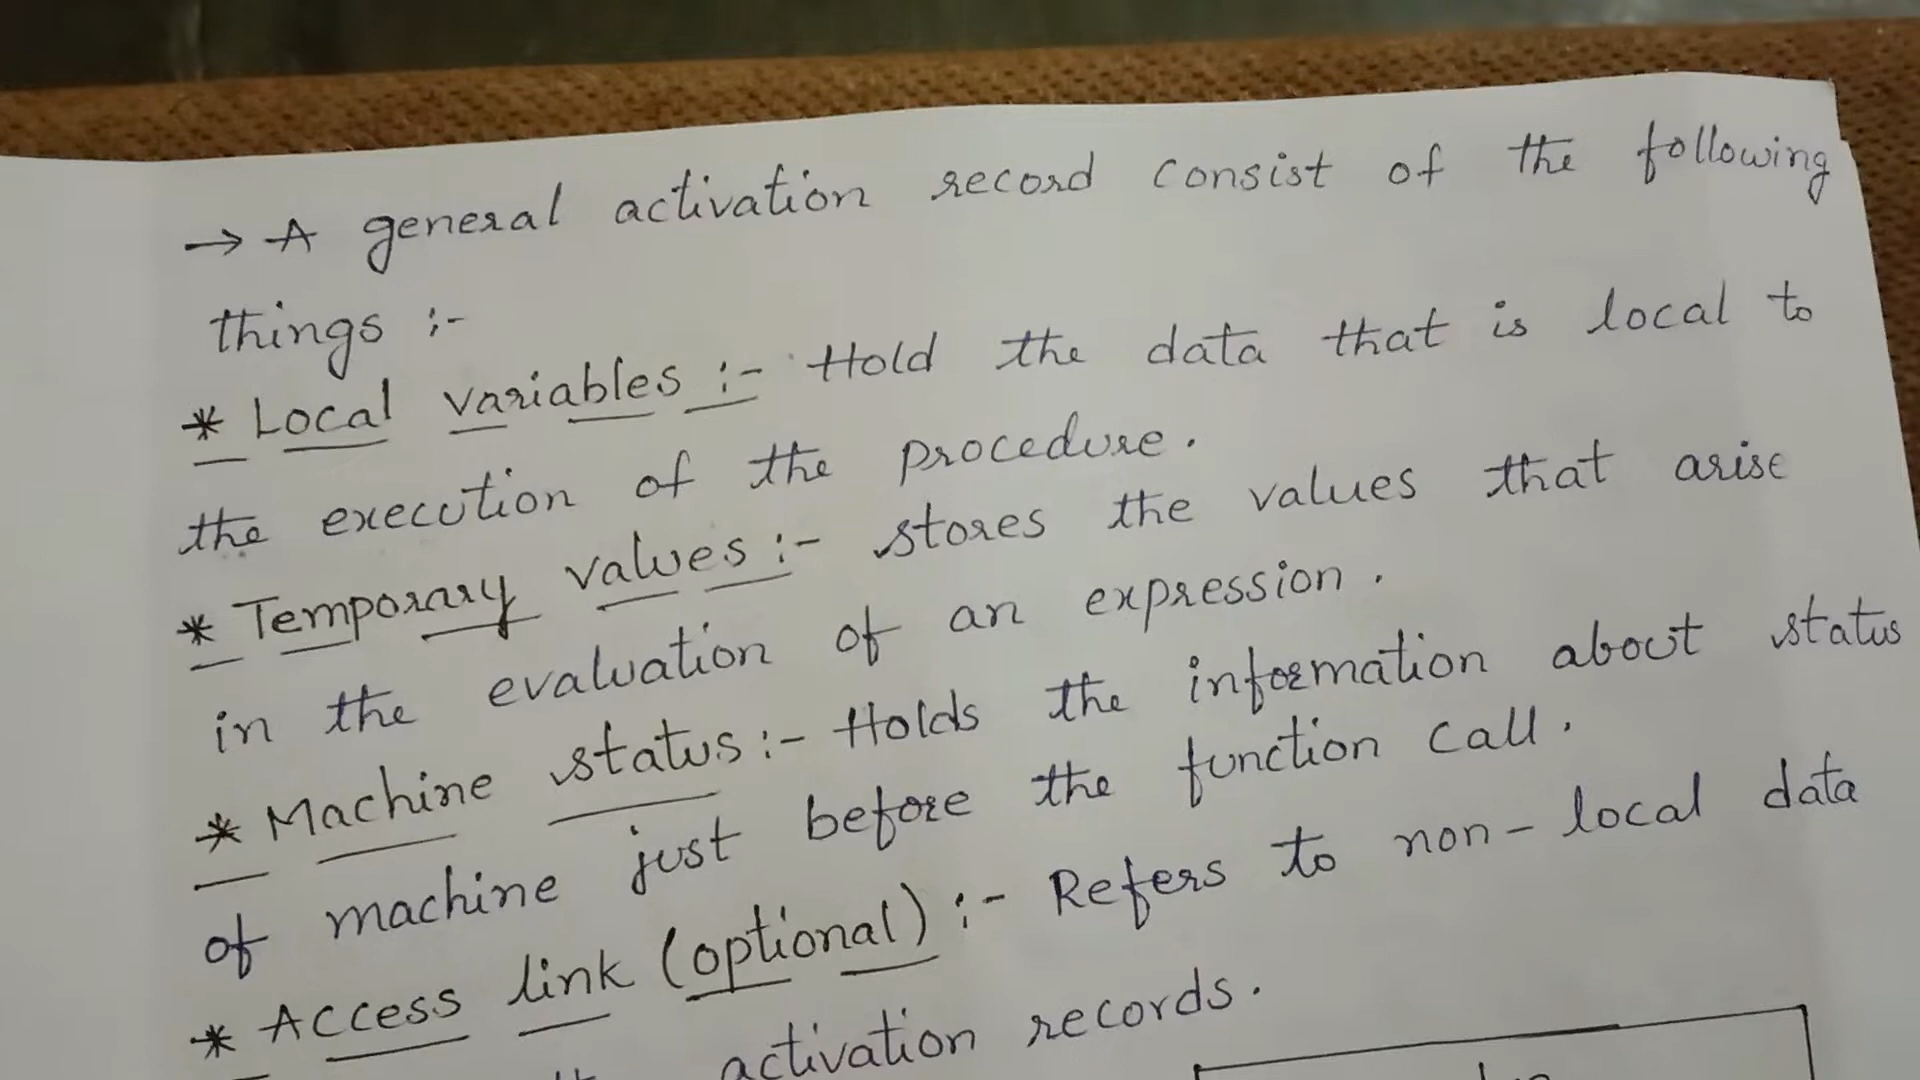 → A general activation record consist of the following
things :-
* Local variables :- Hold the data that is local to
the execution of the procedure.
* Temporary values :- stores the values that arise
in the evaluation of an expression.
* Machine status :- Holds the information about status
of machine just before the function call.
* Access link (optional) :- Refers to non-local data
activation records.